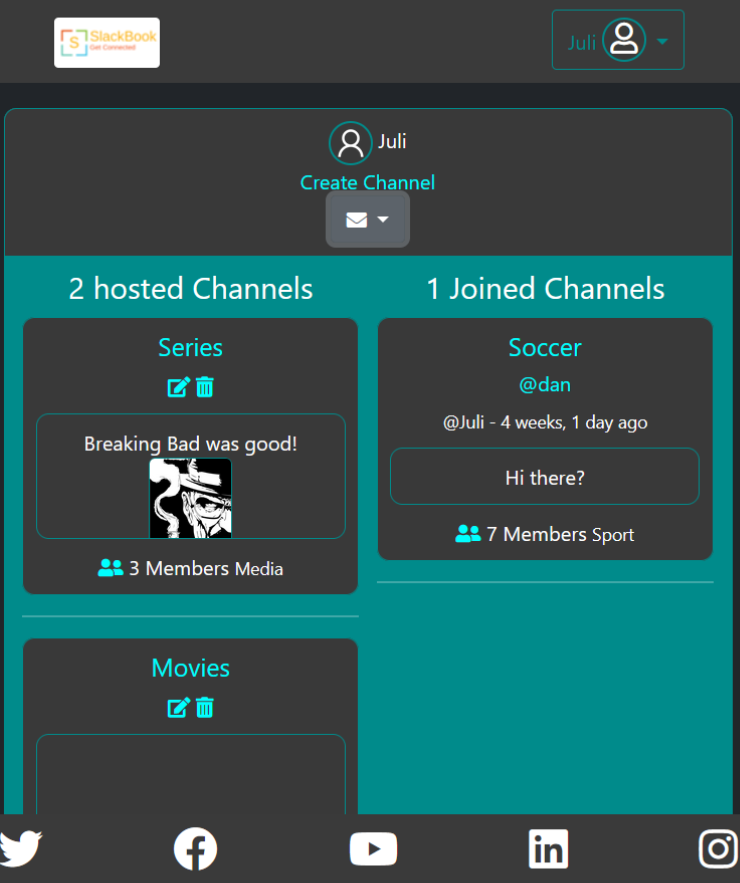 SlackBook
Get Connected
Juli
Juli
Create Channel
2 hosted Channels
Series
Breaking Bad was good!
3 Members Media
Movies
1 Joined Channels
Soccer
@dan
@Juli - 4 weeks, 1 day ago
Hi there?
7 Members Sport